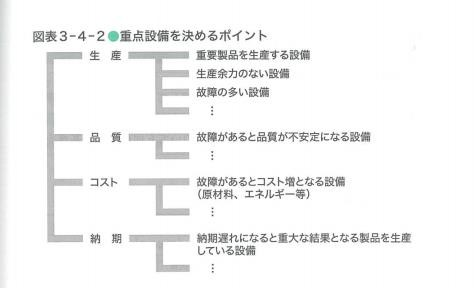 図表3-4-2●重点設備を決めるポイント
生 産
重要製品を生産する設備
生産余力のない設備
故障の多い設備
⋮
品 質
故障があると品質が不安定になる設備
⋮
コスト
故障があるとコスト増となる設備
(原材料、エネルギー等)
⋮
納 期
納期遅れになると重大な結果となる製品を生産
している設備
⋮